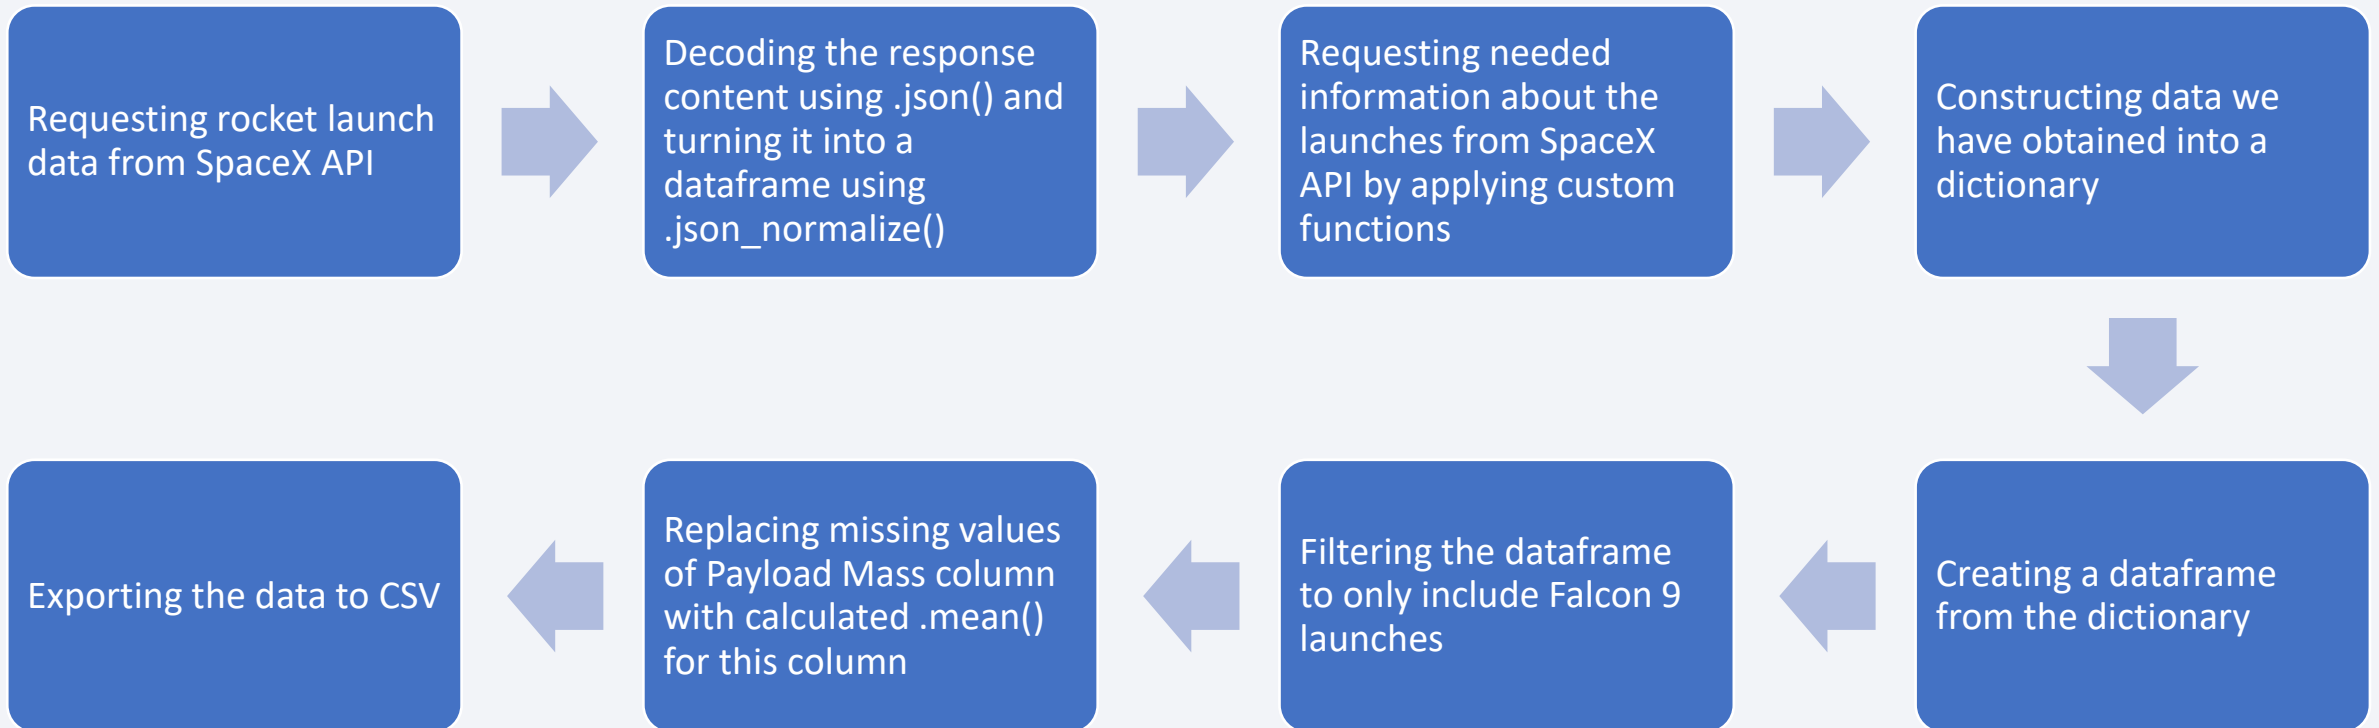 Requesting rocket launch
data from SpaceX API
Decoding the response
content using .json() and
turning it into a
dataframe using
.json_normalize()
Requesting needed
information about the
launches from SpaceX
API by applying custom
functions
Constructing data we
have obtained into a
dictionary
Creating a dataframe
from the dictionary
Filtering the dataframe
to only include Falcon 9
launches
Replacing missing values
of Payload Mass column
with calculated .mean()
for this column
Exporting the data to CSV